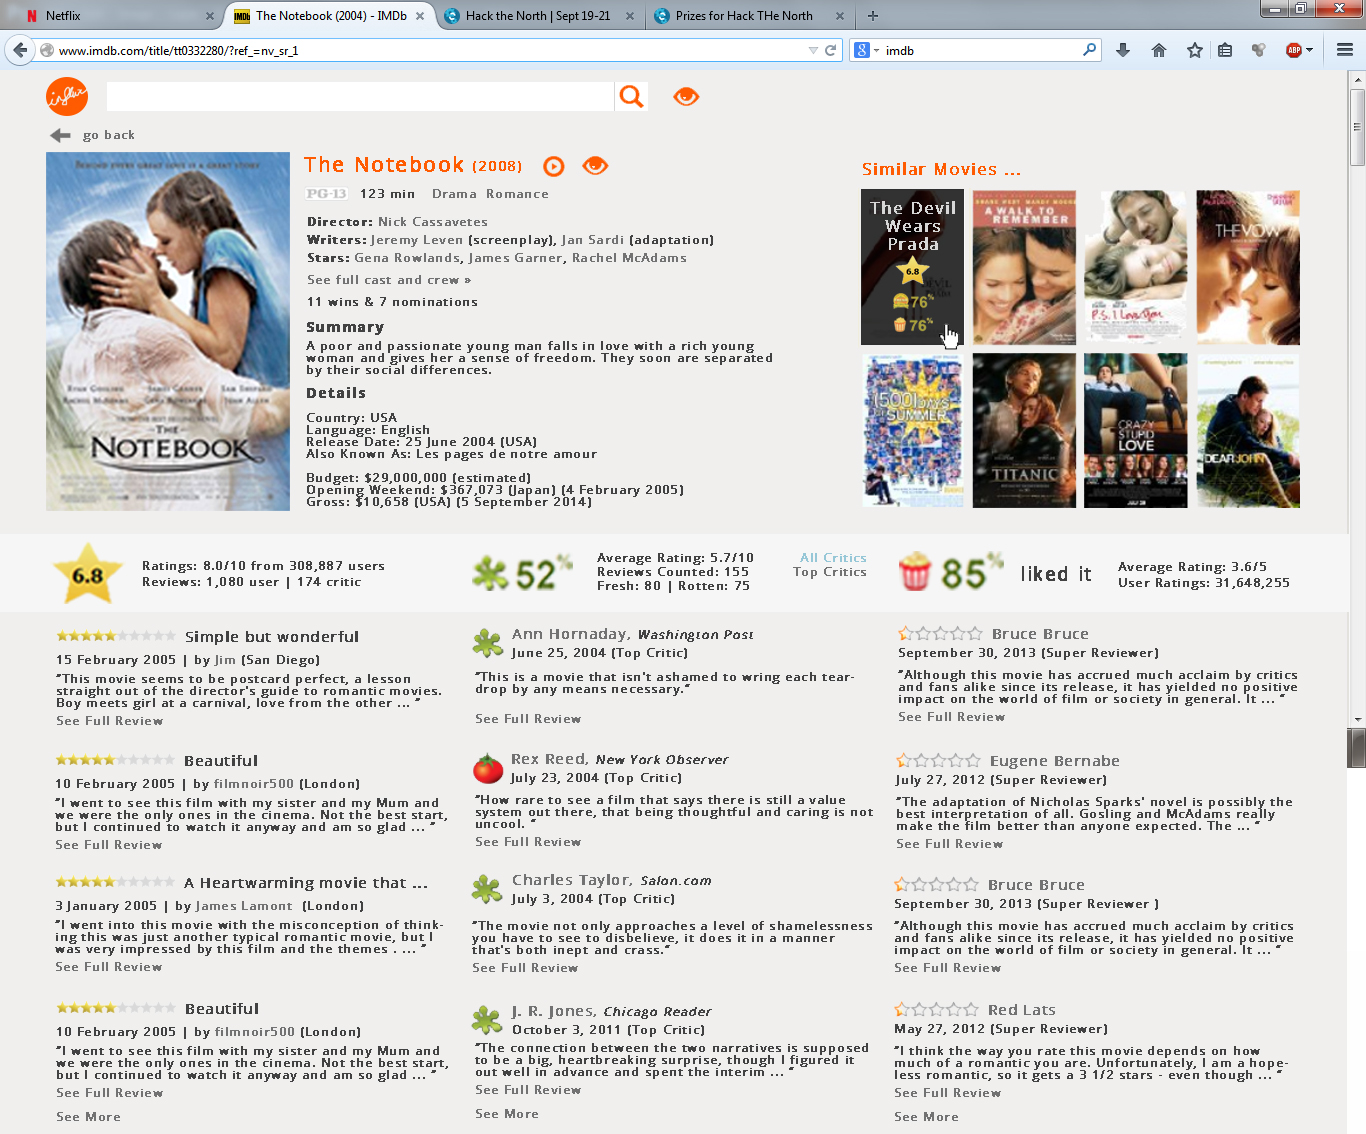 Netflix
The Notebook (2004) - IMDb
Hack the North | Sept 19-21
Prizes for Hack THe North
www.imdb.com/title/tt0332280/?ref_=nv_sr_1
imdb
ABP
go back
The Notebook (2008)
PG-13 123 min Drama Romance
Director: Nick Cassavetes
Writers: Jeremy Leven (screenplay), Jan Sardi (adaptation)
Stars: Gena Rowlands, James Garner, Rachel McAdams
See full cast and crew »
11 wins & 7 nominations
Summary
A poor and passionate young man falls in love with a rich young
woman and gives her a sense of freedom. They soon are separated
by their social differences.
Details
Country: USA
Language: English
Release Date: 25 June 2004 (USA)
Also Known As: Les pages de notre amour
Budget: $29,000,000 (estimated)
Opening Weekend: $367,073 (Japan) (4 February 2005)
Gross: $10,658 (USA) (5 September 2014)
BEHIND EVERY GREAT LOVE IS A GREAT STORY
RYAN GOSLING JAMES GARNER SAM SHEPARD
RACHEL MCADAMS GENA ROWLANDS JOAN ALLEN
THE
NOTEBOOK
Similar Movies ...
The Devil
Wears
Prada
6.8
76%
76%
A WALK TO
REMEMBER
P.S. I Love You
THE VOW
(500) DAYS
OF
SUMMER
TITANIC
CRAZY
STUPID
LOVE
DEAR JOHN
6.8
Ratings: 8.0/10 from 308,887 users
Reviews: 1,080 user | 174 critic
52%
Average Rating: 5.7/10
Reviews Counted: 155
Fresh: 80 | Rotten: 75
All Critics
Top Critics
85% liked it
Average Rating: 3.6/5
User Ratings: 31,648,255
Simple but wonderful
15 February 2005 | by Jim (San Diego)
"This movie seems to be postcard perfect, a lesson
straight out of the director's guide to romantic movies.
Boy meets girl at a carnival, love from the other ... "
See Full Review
Beautiful
10 February 2005 | by filmnoir500 (London)
"I went to see this film with my sister and my Mum and
we were the only ones in the cinema. Not the best start,
but I continued to watch it anyway and am so glad ... "
See Full Review
A Heartwarming movie that ...
3 January 2005 | by James Lamont (London)
"I went into this movie with the misconception of think-
ing this was just another typical romantic movie, but I
was very impressed by this film and the themes . ... "
See Full Review
Beautiful
10 February 2005 | by filmnoir500 (London)
"I went to see this film with my sister and my Mum and
we were the only ones in the cinema. Not the best start,
but I continued to watch it anyway and am so glad ... "
See Full Review
See More
Ann Hornaday, Washington Post
June 25, 2004 (Top Critic)
"This is a movie that isn't ashamed to wring each tear-
drop by any means necessary."
See Full Review
Rex Reed, New York Observer
July 23, 2004 (Top Critic)
"How rare to see a film that says there is still a value
system out there, that being thoughtful and caring is not
uncool. "
See Full Review
Charles Taylor, Salon.com
July 3, 2004 (Top Critic)
"The movie not only approaches a level of shamelessness
you have to see to disbelieve, it does it in a manner
that's both inept and crass."
See Full Review
J. R. Jones, Chicago Reader
October 3, 2011 (Top Critic)
"The connection between the two narratives is supposed
to be a big, heartbreaking surprise, though I figured it
out well in advance and spent the interim ... "
See Full Review
See More
Bruce Bruce
September 30, 2013 (Super Reviewer)
"Although this movie has accrued much acclaim by critics
and fans alike since its release, it has yielded no positive
impact on the world of film or society in general. It ... "
See Full Review
Eugene Bernabe
July 27, 2012 (Super Reviewer)
"The adaptation of Nicholas Sparks' novel is possibly the
best interpretation of all. Gosling and McAdams really
make the film better than anyone expected. The ... "
See Full Review
Bruce Bruce
September 30, 2013 (Super Reviewer )
"Although this movie has accrued much acclaim by critics
and fans alike since its release, it has yielded no positive
impact on the world of film or society in general. It ... "
See Full Review
Red Lats
May 27, 2012 (Super Reviewer)
"I think the way you rate this movie depends on how
much of a romantic you are. Unfortunately, I am a hope-
less romantic, so it gets a 3 1/2 stars - even though ... "
See Full Review
See More